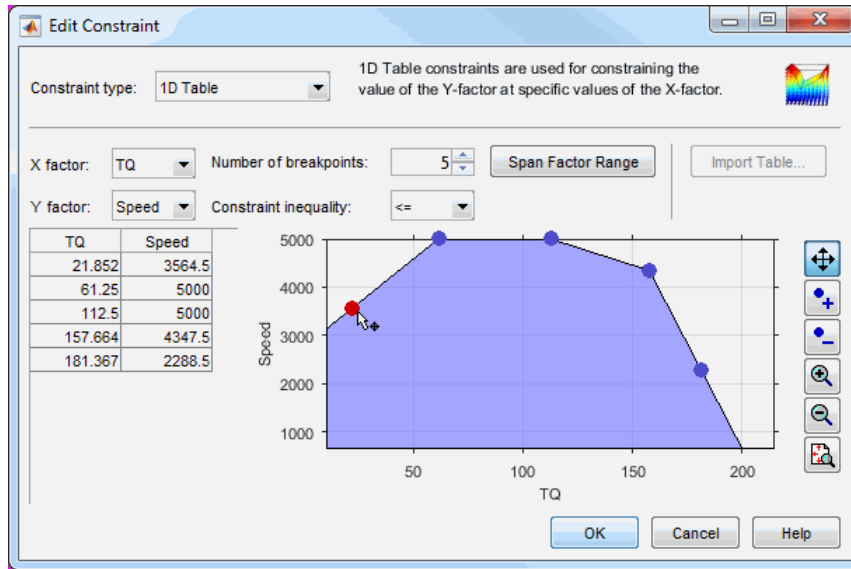 Edit Constraint
Constraint type: 1D Table
1D Table constraints are used for constraining the
value of the Y-factor at specific values of the X-factor.
X factor: TQ Number of breakpoints: 5 Span Factor Range Import Table...
Y factor: Speed Constraint inequality: <=
TQ Speed
21.852 3564.5
61.25 5000
112.5 5000
157.664 4347.5
181.367 2288.5
5000
4000
3000
2000
1000
Speed
50 100 150 200
TQ
OK Cancel Help